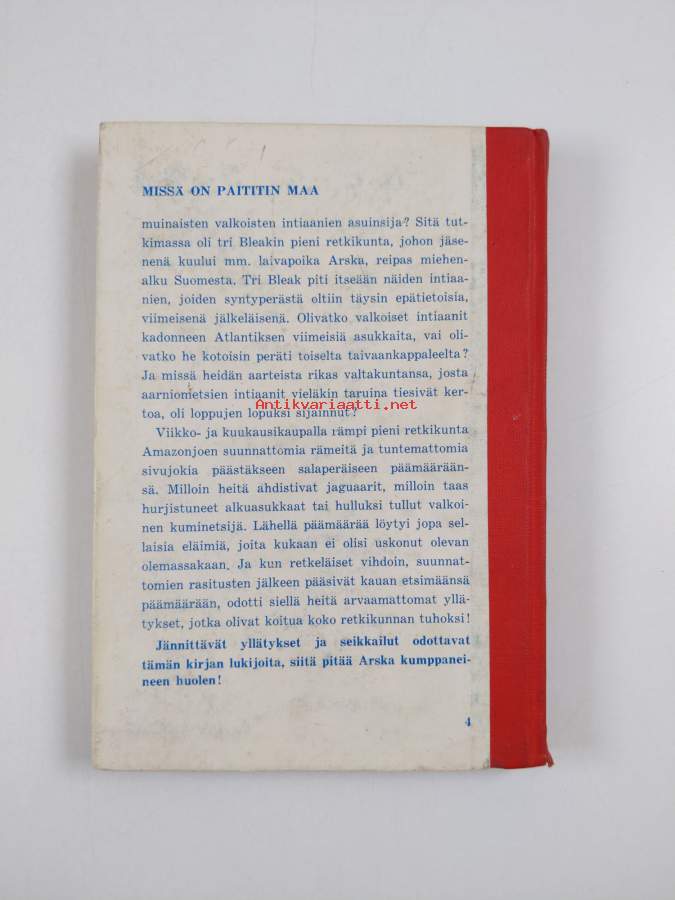 MISSÄ ON PAITITIN MAA
muinaisten valkoisten intiaanien asuinsija? Sitä tut-
kimassa oli tri Bleakin pieni retkikunta, johon jäse-
nenä kuului mm. laivapoika Arska, reipas miehen-
alku Suomesta. Tri Bleak piti itseään näiden intiaa-
nien, joiden syntyperästä oltiin täysin epätietoisia,
viimeisenä jälkeläisenä. Olivatko valkoiset intiaanit
kadonneen Atlantiksen viimeisiä asukkaita, vai oli-
vatko he kotoisin peräti toiselta taivaankappaleelta?
Ja missä heidän aarteista rikas valtakuntansa, josta
aarniometsien intiaanit vieläkin taruina tiesivät ker-
Antikvariaatti.net
toa, oli loppujen lopuksi sijainnut?
Viikko- ja kuukausikaupalla rämpi pieni retkikunta
Amazonjoen suunnattomia rämeitä ja tuntemattomia
sivujokia päästäkseen salaperäiseen päämäärään-
sä. Milloin heitä ahdistivat jaguaarit, milloin taas
hurjistuneet alkuasukkaat tai hulluksi tullut valkoi-
nen kuminetsijä. Lähellä päämäärää löytyi jopa sel-
laisia eläimiä, joita kukaan ei olisi uskonut olevan
olemassakaan. Ja kun retkeläiset vihdoin, suunnat-
tomien rasitusten jälkeen pääsivät kauan etsimäänsä
päämäärään, odotti siellä heitä arvaamattomat yllä-
tykset, jotka olivat koitua koko retkikunnan tuhoksi!
Jännittävät yllätykset ja seikkailut odottavat
tämän kirjan lukijoita, siitä pitää Arska kumppanei-
neen huolen!
4